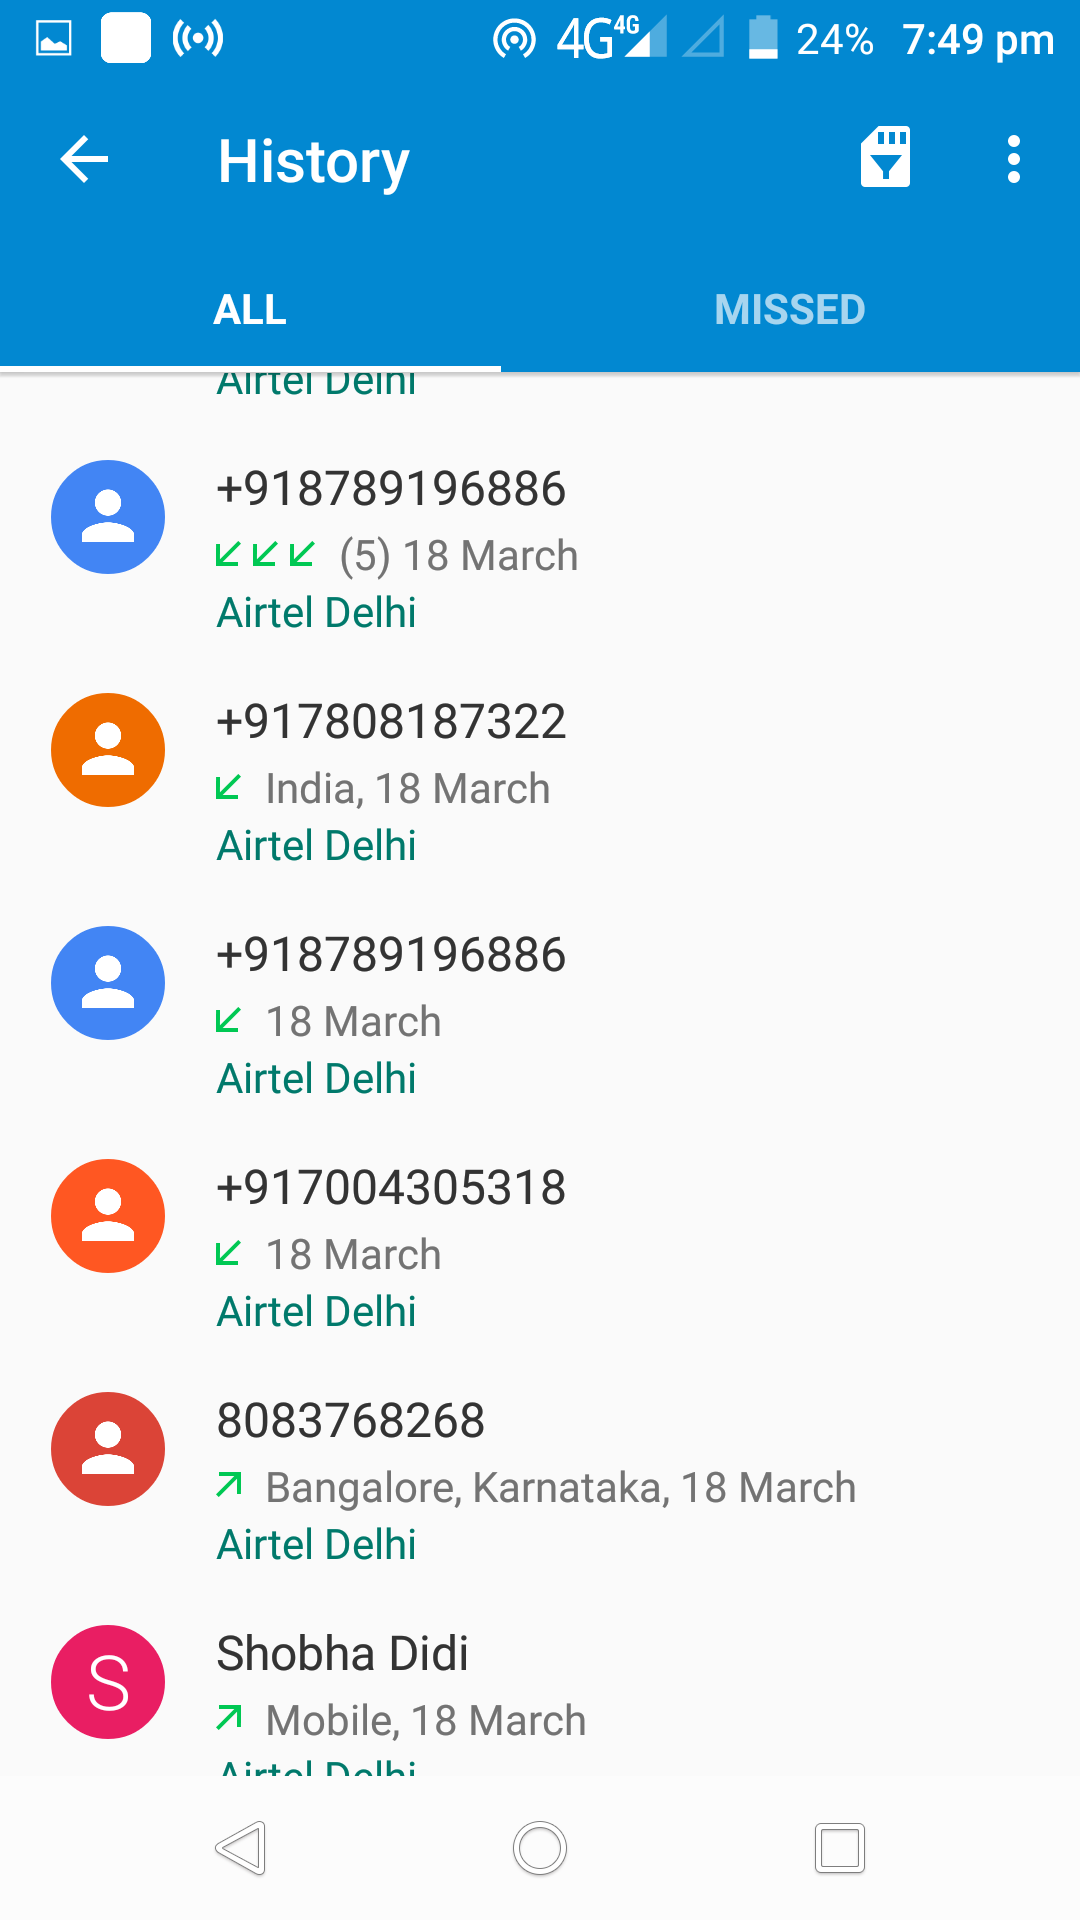 4G 4G 24% 7:49 pm
History
ALL MISSED
Airtel Delhi
+918789196886
(5) 18 March
Airtel Delhi
+917808187322
India, 18 March
Airtel Delhi
+918789196886
18 March
Airtel Delhi
+917004305318
18 March
Airtel Delhi
8083768268
Bangalore, Karnataka, 18 March
Airtel Delhi
S
Shobha Didi
Mobile, 18 March
Airtel Delhi